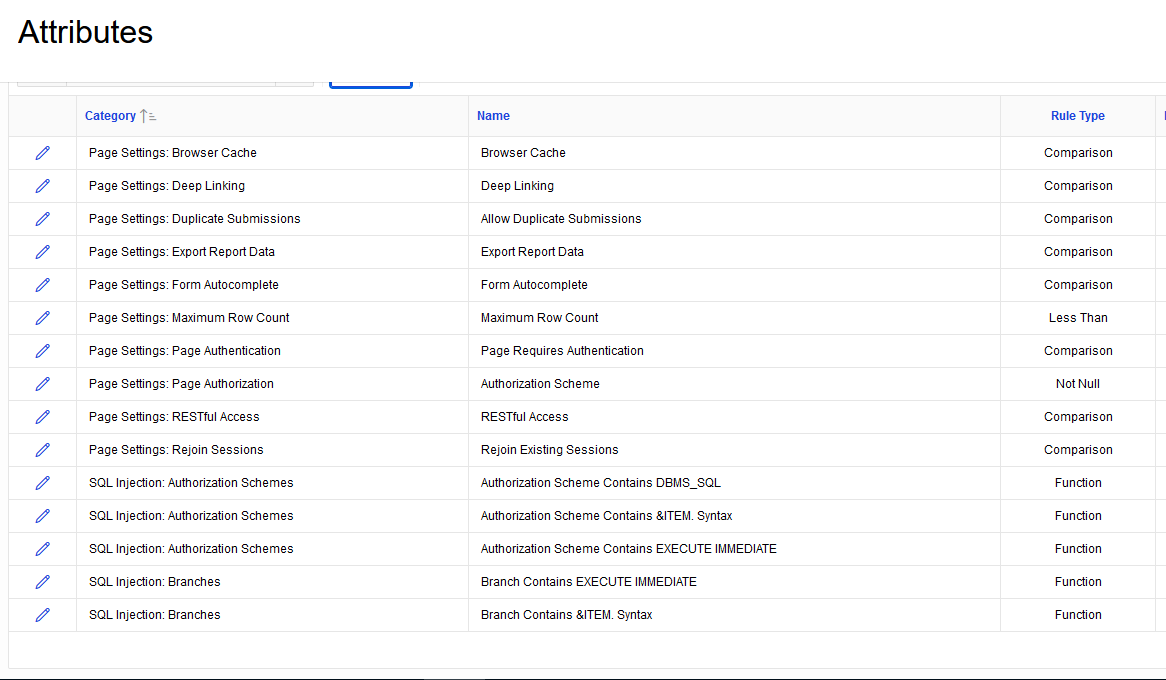 Attributes
Category Name Rule Type
Page Settings: Browser Cache Browser Cache Comparison
Page Settings: Deep Linking Deep Linking Comparison
Page Settings: Duplicate Submissions Allow Duplicate Submissions Comparison
Page Settings: Export Report Data Export Report Data Comparison
Page Settings: Form Autocomplete Form Autocomplete Comparison
Page Settings: Maximum Row Count Maximum Row Count Less Than
Page Settings: Page Authentication Page Requires Authentication Comparison
Page Settings: Page Authorization Authorization Scheme Not Null
Page Settings: RESTful Access RESTful Access Comparison
Page Settings: Rejoin Sessions Rejoin Existing Sessions Comparison
SQL Injection: Authorization Schemes Authorization Scheme Contains DBMS_SQL Function
SQL Injection: Authorization Schemes Authorization Scheme Contains &ITEM. Syntax Function
SQL Injection: Authorization Schemes Authorization Scheme Contains EXECUTE IMMEDIATE Function
SQL Injection: Branches Branch Contains EXECUTE IMMEDIATE Function
SQL Injection: Branches Branch Contains &ITEM. Syntax Function